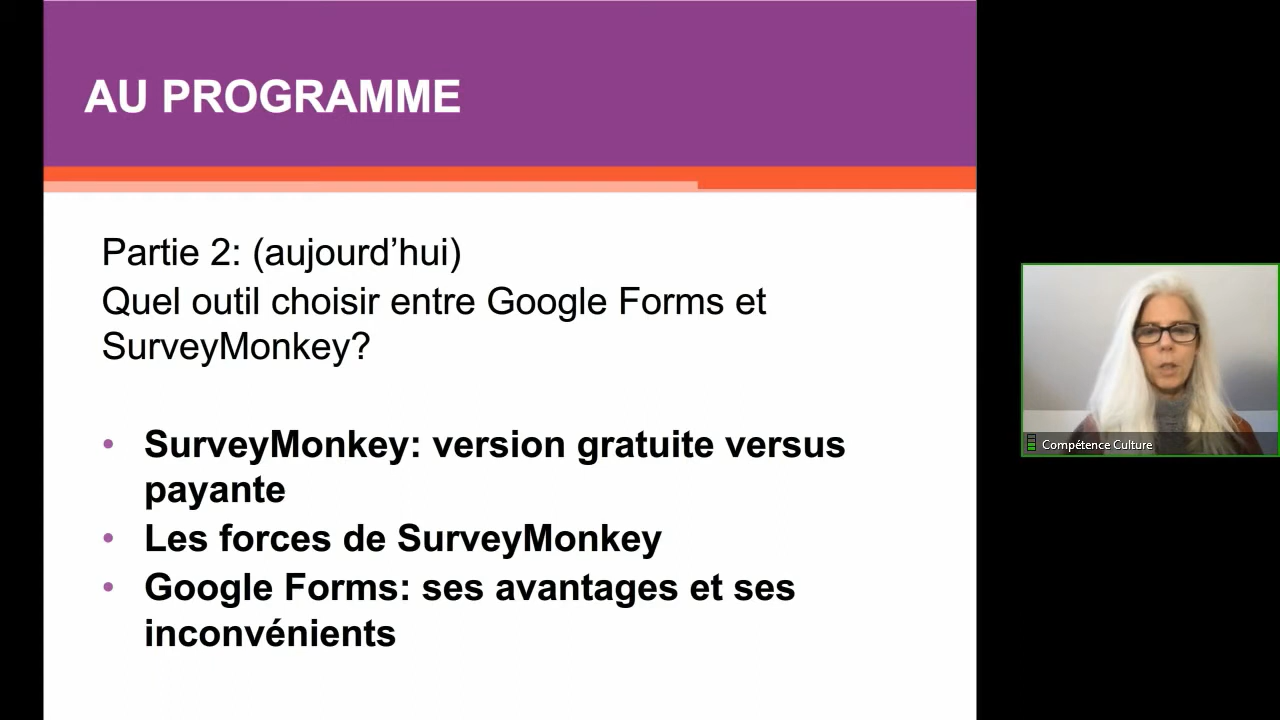 AU PROGRAMME
Partie 2: (aujourd’hui)
Quel outil choisir entre Google Forms et
SurveyMonkey?
• SurveyMonkey: version gratuite versus
payante
• Les forces de SurveyMonkey
• Google Forms: ses avantages et ses
inconvénients
Compétence Culture